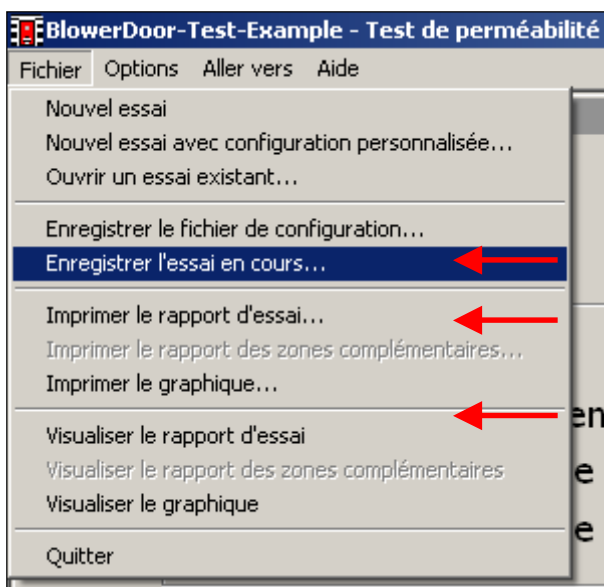 BlowerDoor-Test-Example - Test de perméabilité
Fichier Options Aller vers Aide
Nouvel essai
Nouvel essai avec configuration personnalisée...
Ouvrir un essai existant...
Enregistrer le fichier de configuration...
Enregistrer l'essai en cours...
Imprimer le rapport d'essai...
Imprimer le rapport des zones complémentaires...
Imprimer le graphique...
Visualiser le rapport d'essai
Visualiser le rapport des zones complémentaires
Visualiser le graphique
Quitter
en
e
e